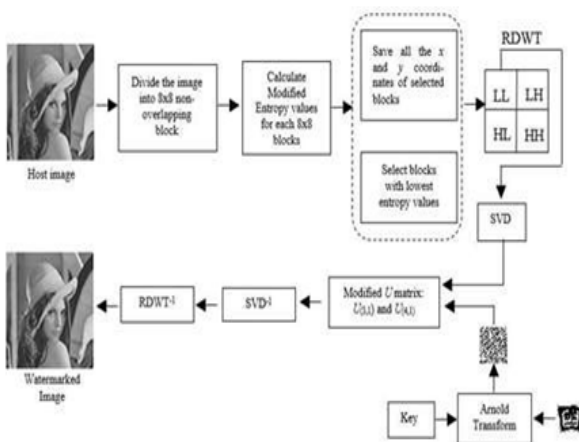 Host image
Divide the image
into 8x8 non-
overlapping
block
Calculate
Modified
Entropy values
for each 8x8
blocks
Save all the x
and y coordi-
nates of selected
blocks
Select blocks
with lowest
entropy values
RDWT
LL LH
HL HH
SVD
Modified U matrix:
U(3,1) and U(4,1)
SVD-1
RDWT-1
Watermarked
Image
Key
Arnold
Transform